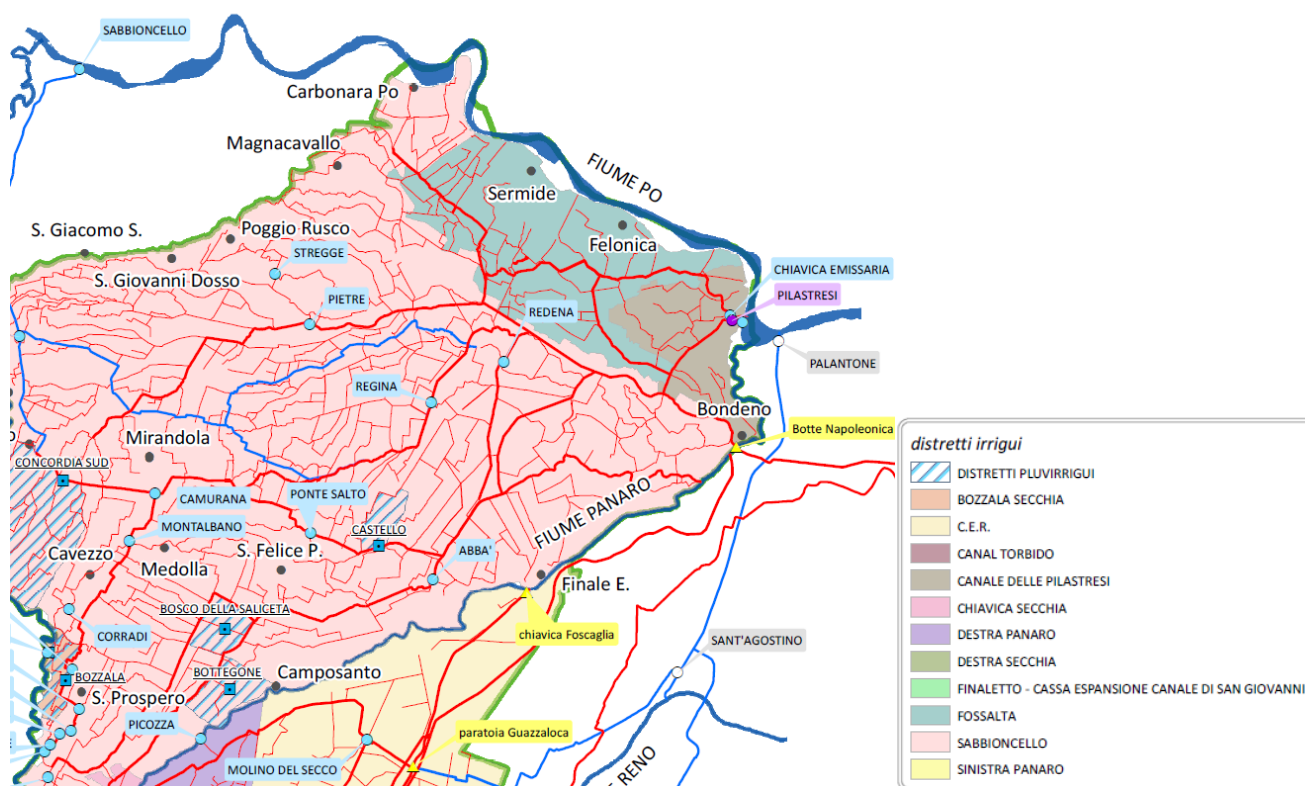 SABBIONCELLO
Carbonara Po
Magnacavallo
FIUME PO
Sermide
S. Giacomo S.
Poggio Rusco
Felonica
STREGGE
S. Giovanni Dosso
CHIAVICA EMISSARIA
PILASTRESI
PIETRE
REDENA
PALANTONE
REGINA
Bondeno
Botte Napoleonica
Mirandola
CONCORDIA SUD
CAMURANA
PONTE SALTO
MONTALBANO
CASTELLO
FIUME PANARO
S. Felice P.
ABBA'
Cavezzo
Medolla
Finale E.
BOSCO DELLA SALICETA
chiavica Foscaglia
CORRADI
SANT'AGOSTINO
BOTTEGONE
Camposanto
BOZZALA
S. Prospero
PICOZZA
paratoia Guazzaloca
MOLINO DEL SECCO
RENO
distretti irrigui
DISTRETTI PLUVIRRIGUI
BOZZALA SECCHIA
C.E.R.
CANAL TORBIDO
CANALE DELLE PILASTRESI
CHIAVICA SECCHIA
DESTRA PANARO
DESTRA SECCHIA
FINALETTO - CASSA ESPANSIONE CANALE DI SAN GIOVANNI
FOSSALTA
SABBIONCELLO
SINISTRA PANARO